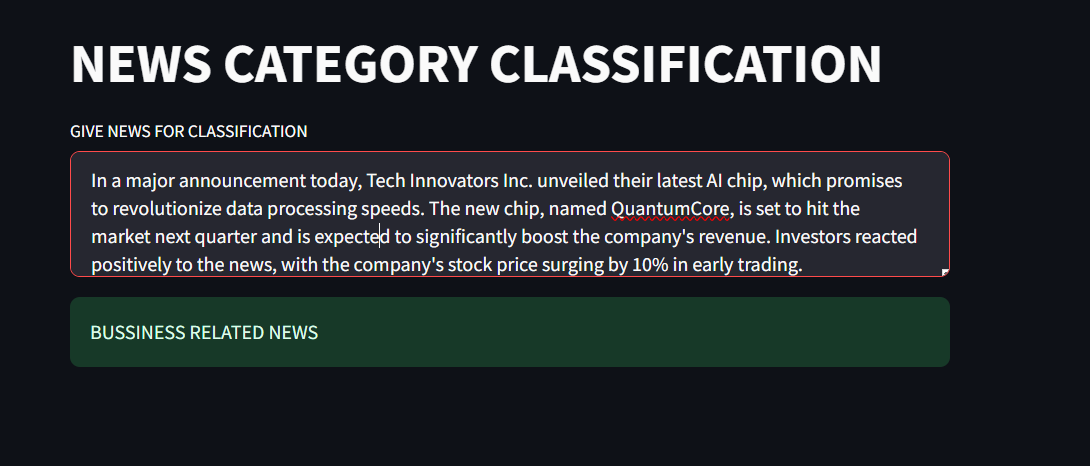 NEWS CATEGORY CLASSIFICATION
GIVE NEWS FOR CLASSIFICATION
In a major announcement today, Tech Innovators Inc. unveiled their latest AI chip, which promises
to revolutionize data processing speeds. The new chip, named QuantumCore, is set to hit the
market next quarter and is expected to significantly boost the company's revenue. Investors reacted
positively to the news, with the company's stock price surging by 10% in early trading.
BUSSINESS RELATED NEWS